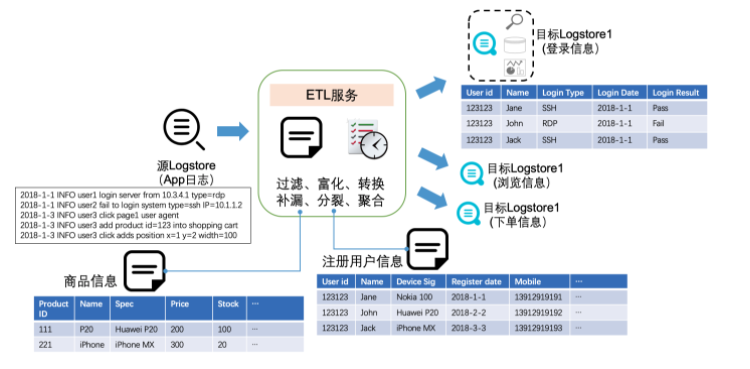 目标Logstore1
(登录信息)
ETL服务
User id Name Login Type Login Date Login Result
123123 Jane SSH 2018-1-1 Pass
123123 John RDP 2018-1-1 Fail
123123 Jack SSH 2018-1-1 Pass
源Logstore
(App日志)
过滤、富化、转换
补漏、分裂、聚合
目标Logstore1
(浏览信息)
目标Logstore1
(下单信息)
2018-1-1 INFO user1 login server from 10.3.4.1 type=rdp
2018-1-1 INFO user2 fail to login system type=ssh IP=10.1.1.2
2018-1-3 INFO user3 click page1 user agent
2018-1-3 INFO user3 add product id=123 into shopping cart
2018-1-3 INFO user3 click adds position x=1 y=2 width=100
注册用户信息
User id Name Device Sig Register date Mobile ...
123123 Jane Nokia 100 2018-1-1 13912919191 ...
123123 John Huawei P20 2018-2-2 13912919192 ...
123123 Jack iPhone MX 2018-3-3 13912919193 ...
商品信息
Product ID Name Spec Price Stock ...
111 P20 Huawei P20 200 100 ...
221 iPhone iPhone MX 300 20 ...